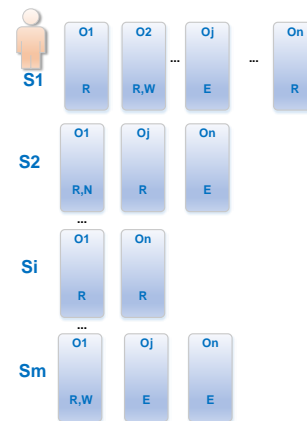 O1 O2 Oj On
... ...
S1
R R,W E R
O1 Oj On
S2
R,N R E
...
O1 On
Si
R R
...
O1 Oj On
Sm
R,W E E